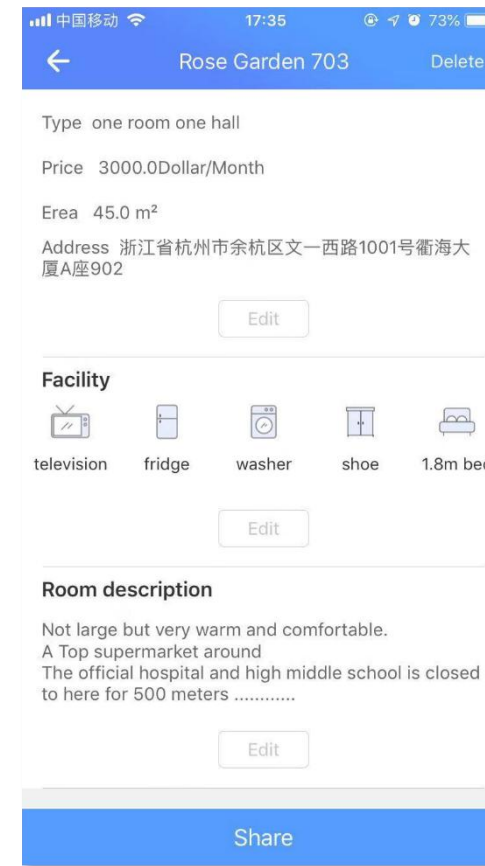 中国移动 17:35 73%
Rose Garden 703 Delete
Type one room one hall
Price 3000.0Dollar/Month
Erea 45.0 m²
Address 浙江省杭州市余杭区文一西路1001号衢海大
厦A座902
Edit
Facility
television fridge washer shoe 1.8m bed
Edit
Room description
Not large but very warm and comfortable.
A Top supermarket around
The official hospital and high middle school is closed
to here for 500 meters ............
Edit
Share